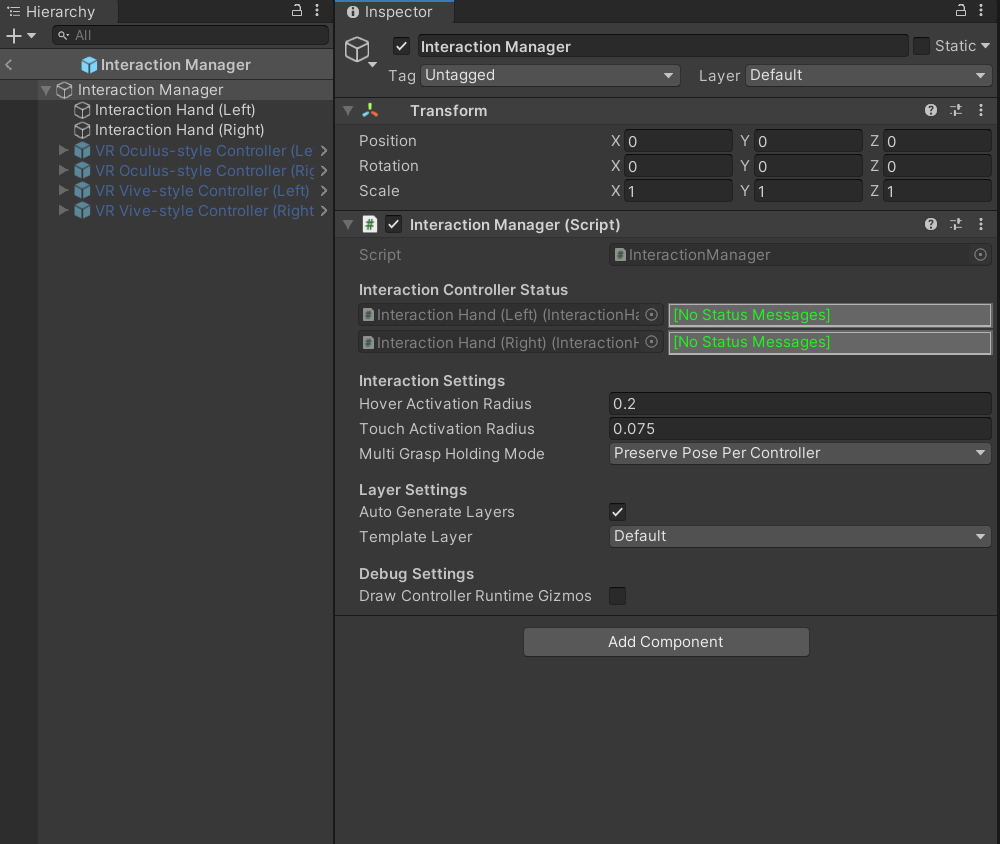 Hierarchy
All
Interaction Manager
Interaction Manager
Interaction Hand (Left)
Interaction Hand (Right)
VR Oculus-style Controller (Le
VR Oculus-style Controller (Rig
VR Vive-style Controller (Left)
VR Vive-style Controller (Right
Inspector
Interaction Manager
Static
Tag Untagged Layer Default
Transform
Position X 0 Y 0 Z 0
Rotation X 0 Y 0 Z 0
Scale X 1 Y 1 Z 1
# Interaction Manager (Script)
Script InteractionManager
Interaction Controller Status
Interaction Hand (Left) (InteractionHa [No Status Messages]
Interaction Hand (Right) (InteractionH [No Status Messages]
Interaction Settings
Hover Activation Radius 0.2
Touch Activation Radius 0.075
Multi Grasp Holding Mode Preserve Pose Per Controller
Layer Settings
Auto Generate Layers
Template Layer Default
Debug Settings
Draw Controller Runtime Gizmos
Add Component